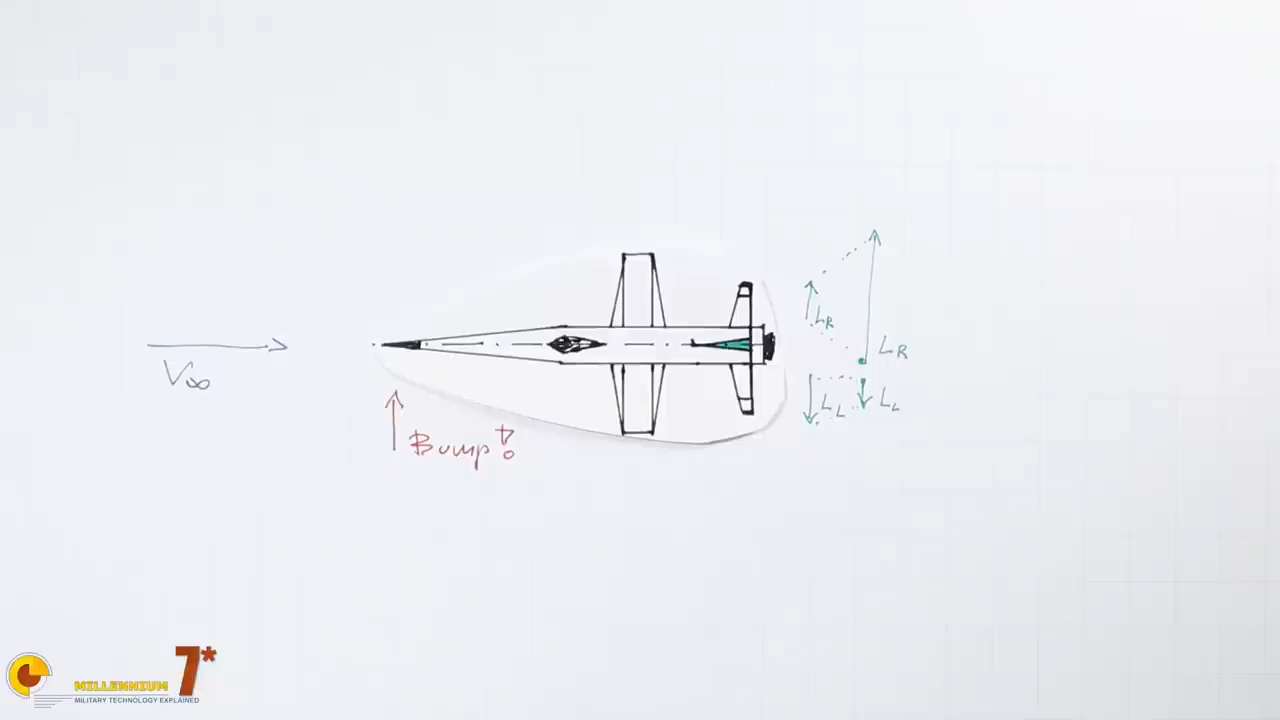 V∞
Bump!
L_R
L_L
L_R
L_L
7*
MILLENNIUM
MILITARY TECHNOLOGY EXPLAINED